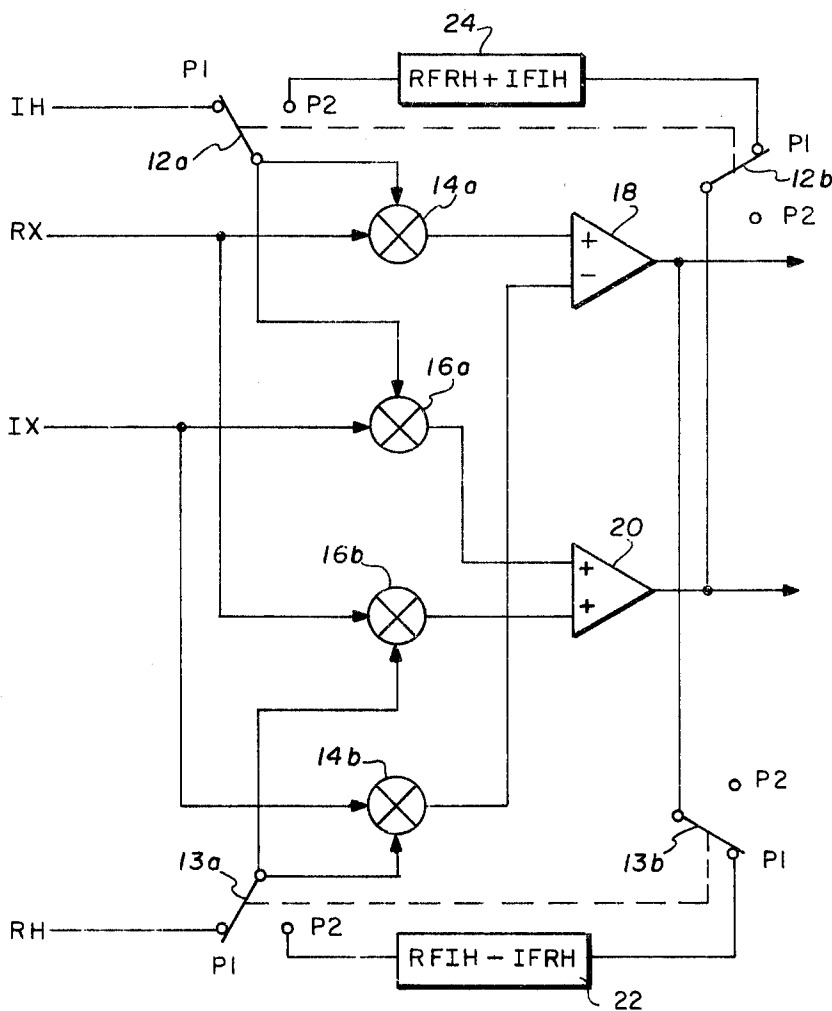 24
P1
RFRH + IFIH
P2
IH
12a
P1
12b
14a
18
P2
RX
+
−
16a
IX
20
16b
+
+
14b
P2
13a
13b
P1
RH
P2
P1
RFIH − IFRH
22